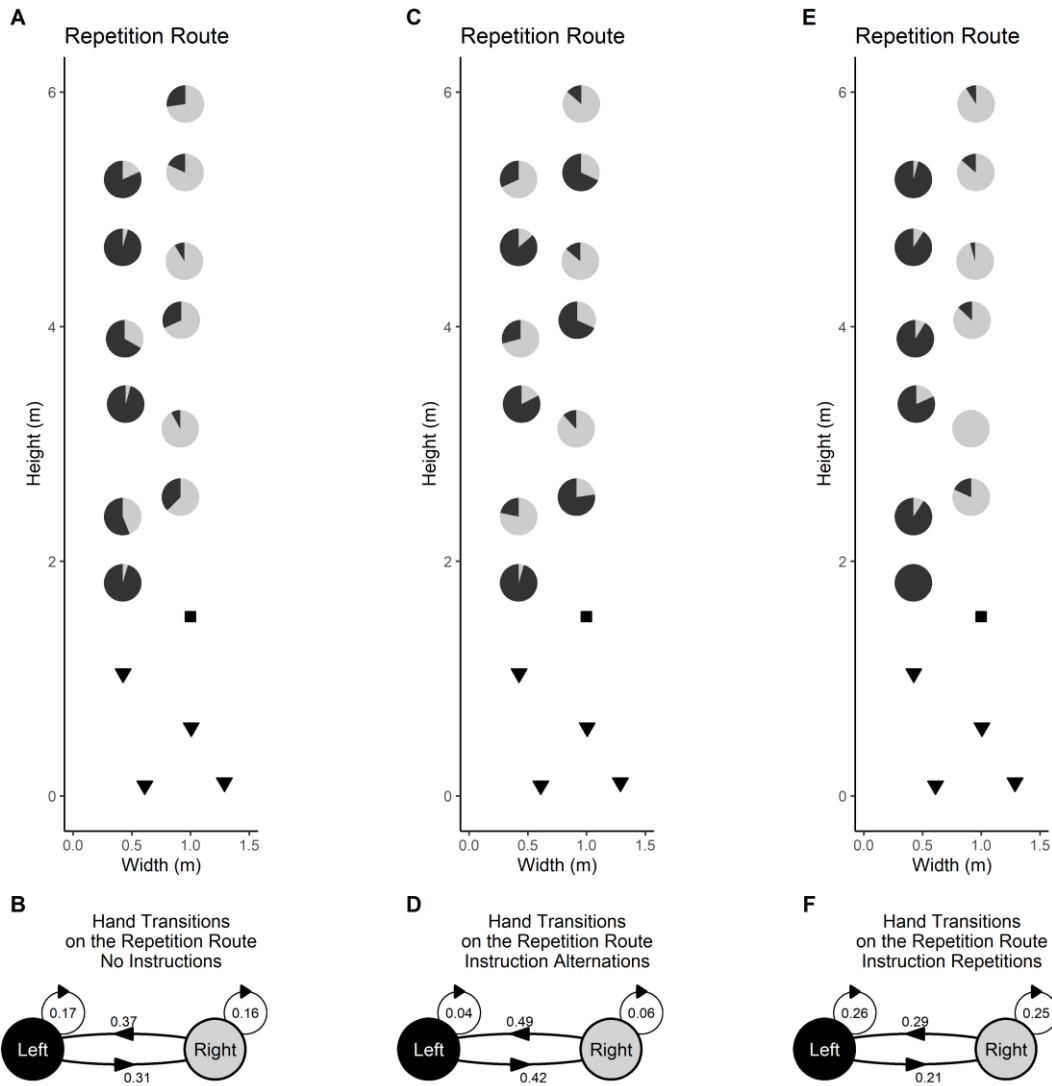 A
Repetition Route
6
4
2
0
Height (m)
0.0 0.5 1.0 1.5
Width (m)
B
Hand Transitions
on the Repetition Route
No Instructions
0.17
0.37
0.16
Left
Right
0.31
C
Repetition Route
6
4
2
0
Height (m)
0.0 0.5 1.0 1.5
Width (m)
D
Hand Transitions
on the Repetition Route
Instruction Alternations
0.04
0.49
0.06
Left
Right
0.42
E
Repetition Route
6
4
2
0
Height (m)
0.0 0.5 1.0 1.5
Width (m)
F
Hand Transitions
on the Repetition Route
Instruction Repetitions
0.26
0.29
0.25
Left
Right
0.21